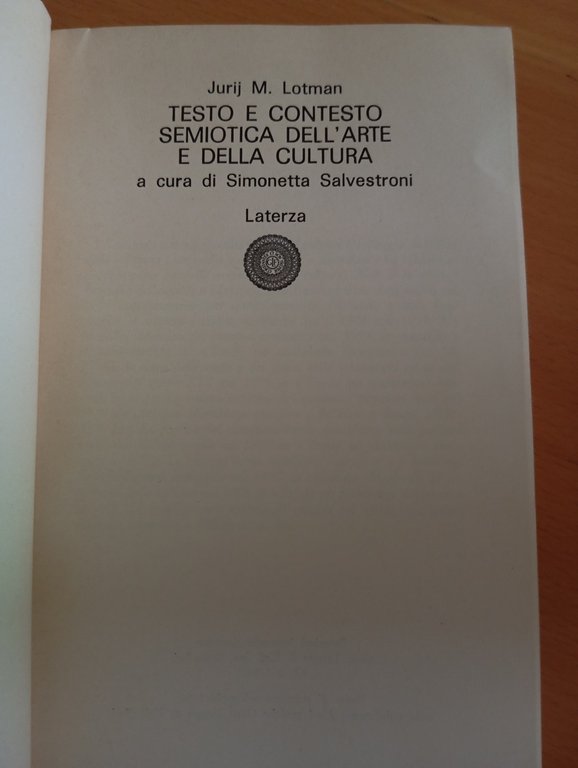 Jurij M. Lotman
TESTO E CONTESTO
SEMIOTICA DELL'ARTE
E DELLA CULTURA
a cura di Simonetta Salvestroni
Laterza